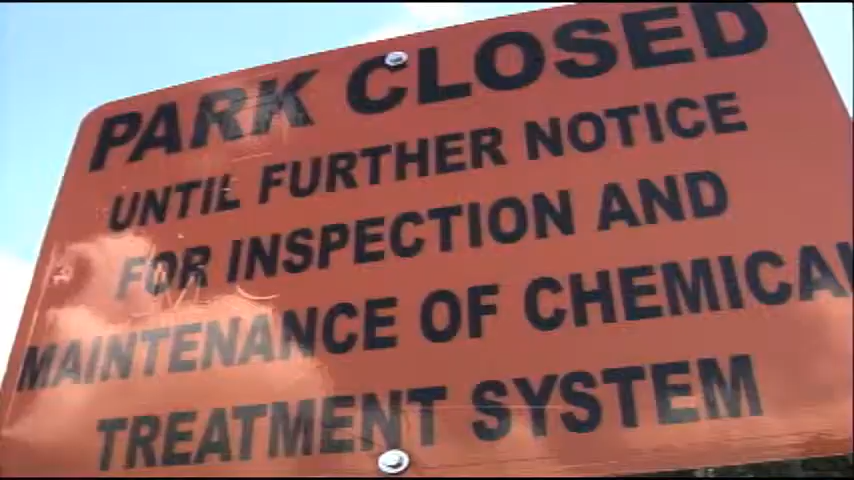 PARK CLOSED
UNTIL FURTHER NOTICE
FOR INSPECTION AND
MAINTENANCE OF CHEMICAL
TREATMENT SYSTEM